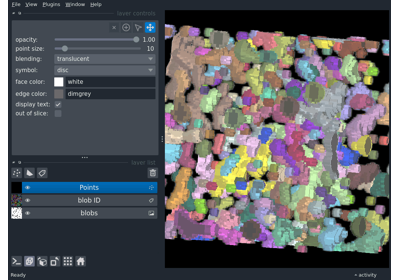 File View Plugins Window Help
layer controls
opacity: 1.00
point size: 10
blending: translucent
symbol: disc
face color: white
edge color: dimgrey
display text:
out of slice:
layer list
Points
blob ID
blobs
Ready
activity